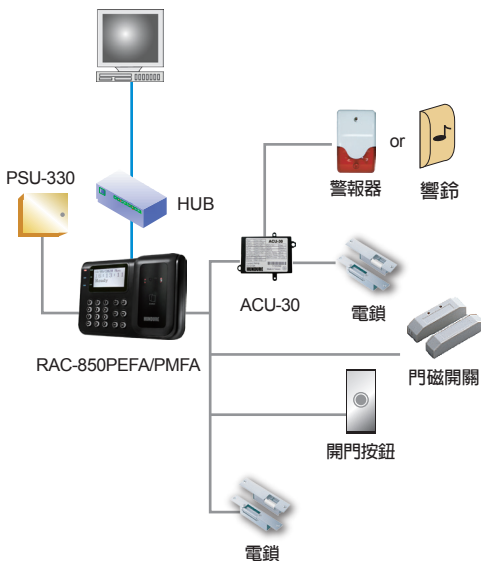 警報器
or
響鈴
PSU-330
HUB
ACU-30
電鎖
RAC-850PEFA/PMFA
門磁開關
開門按鈕
電鎖